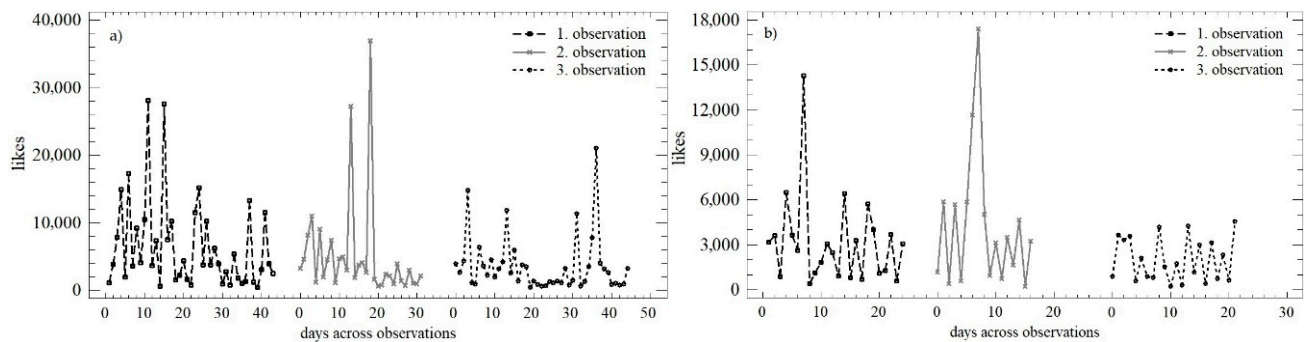 a)
1. observation
2. observation
3. observation
40,000
30,000
20,000
10,000
0
likes
0 10 20 30 40 0 10 20 30 0 10 20 30 40 50
days across observations
b)
1. observation
2. observation
3. observation
18,000
15,000
12,000
9,000
6,000
3,000
0
likes
0 10 20 0 10 20 0 10 20 30
days across observations